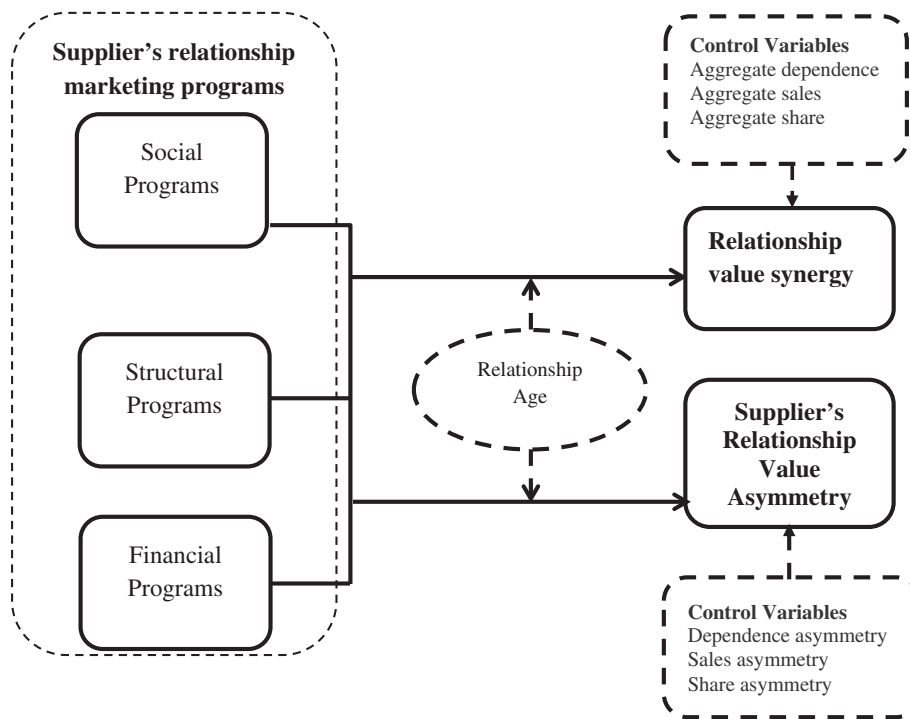 Supplier’s relationship
marketing programs
Social
Programs
Structural
Programs
Financial
Programs
Relationship
Age
Control Variables
Aggregate dependence
Aggregate sales
Aggregate share
Relationship
value synergy
Supplier’s
Relationship
Value
Asymmetry
Control Variables
Dependence asymmetry
Sales asymmetry
Share asymmetry